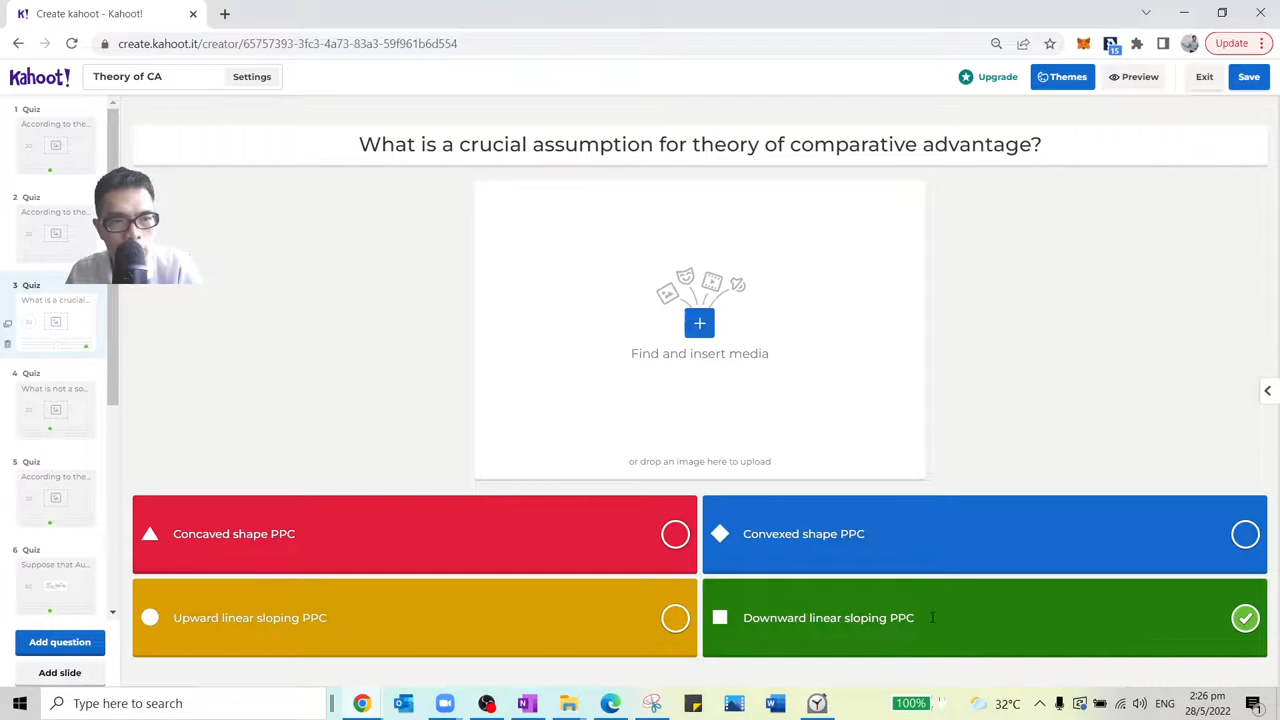 K! Create kahoot - Kahoot!
create.kahoot.it/creator/65757393-3fc3-4a73-83a3-59f961b6d554
15
Update
Kahoot!
Theory of CA
Settings
Upgrade
Themes
Preview
Exit
Save
1 Quiz
According to the...
2 Quiz
According to the...
3 Quiz
What is a crucial...
4 Quiz
What is not a so...
5 Quiz
According to the...
6 Quiz
Suppose that Au...
Add question
Add slide
What is a crucial assumption for theory of comparative advantage?
Find and insert media
or drop an image here to upload
Concaved shape PPC
Convexed shape PPC
Upward linear sloping PPC
Downward linear sloping PPC
Type here to search
100%
32°C
ENG
2:26 pm
28/5/2022
1